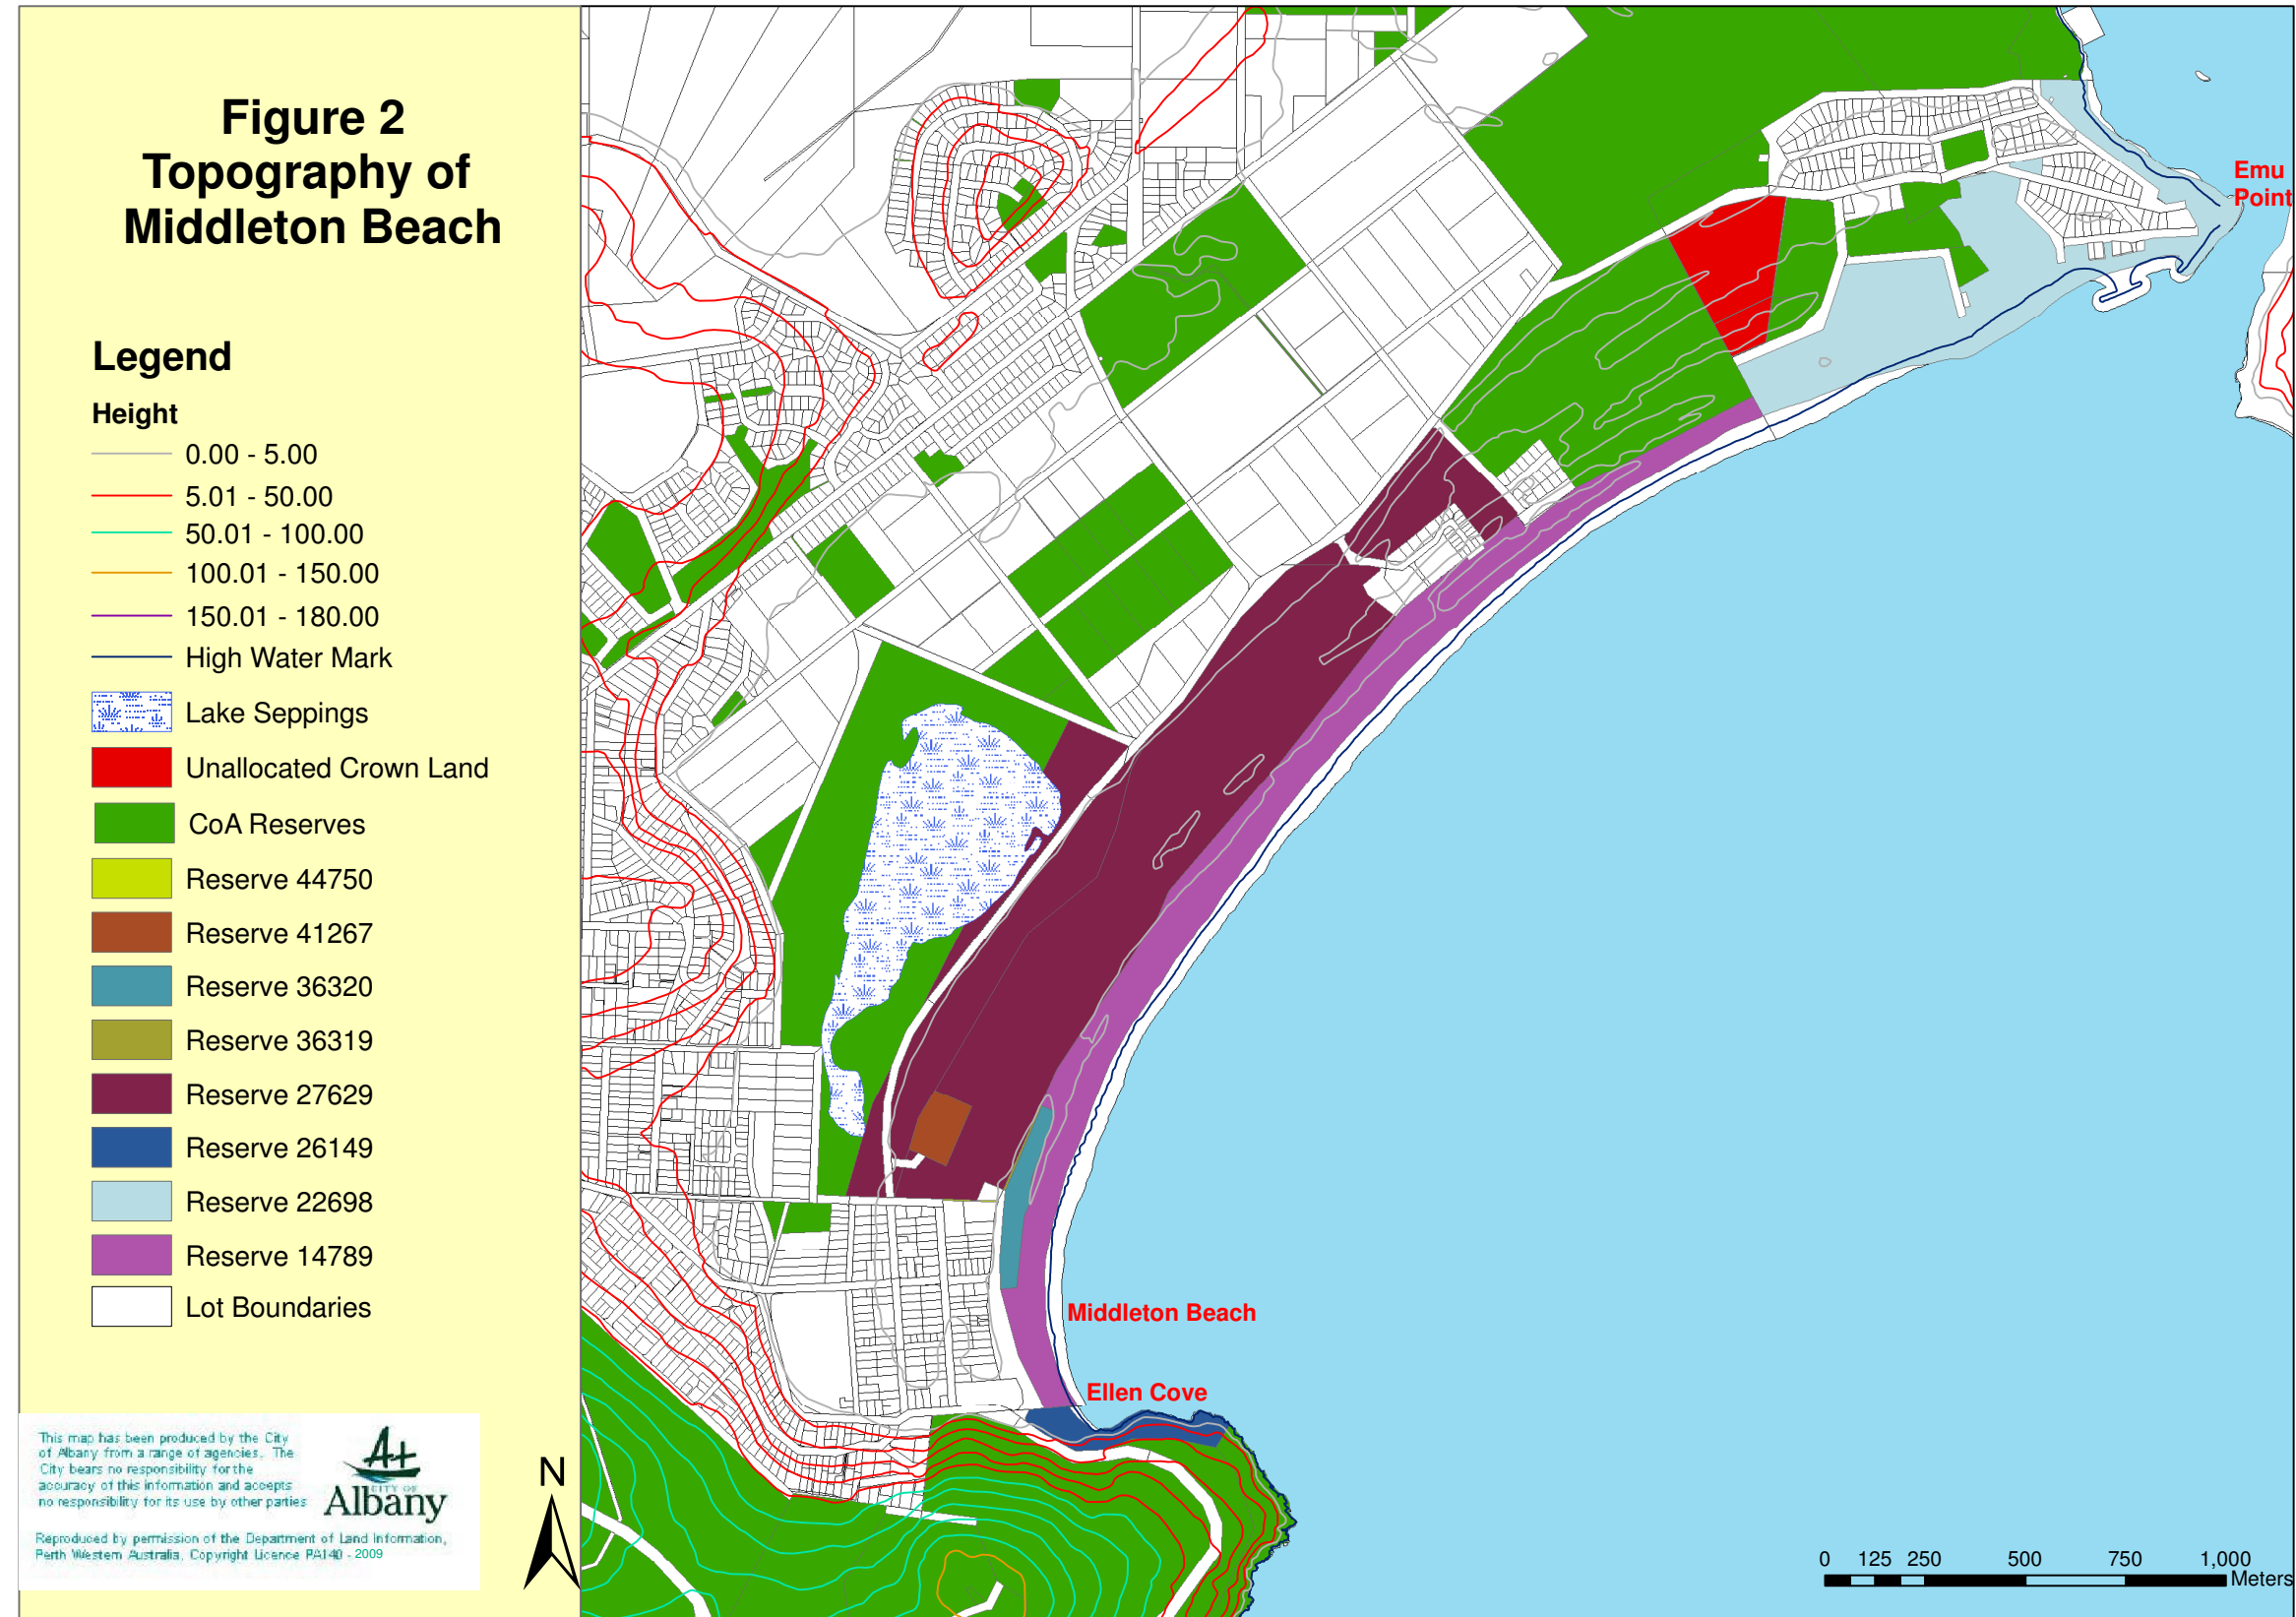 Figure 2
Topography of
Middleton Beach
Legend
Height
0.00 - 5.00
5.01 - 50.00
50.01 - 100.00
100.01 - 150.00
150.01 - 180.00
High Water Mark
Lake Seppings
Unallocated Crown Land
CoA Reserves
Reserve 44750
Reserve 41267
Reserve 36320
Reserve 36319
Reserve 27629
Reserve 26149
Reserve 22698
Reserve 14789
Lot Boundaries
This map has been produced by the City
of Albany from a range of agencies. The
City bears no responsibility for the
accuracy of this information and accepts
no responsibility for its use by other parties
CITY OF
Albany
Reproduced by permission of the Department of Land Information,
Perth Western Australia, Copyright Licence PA140 - 2009
N
Emu
Point
Middleton Beach
Ellen Cove
0 125 250 500 750 1,000
Meters